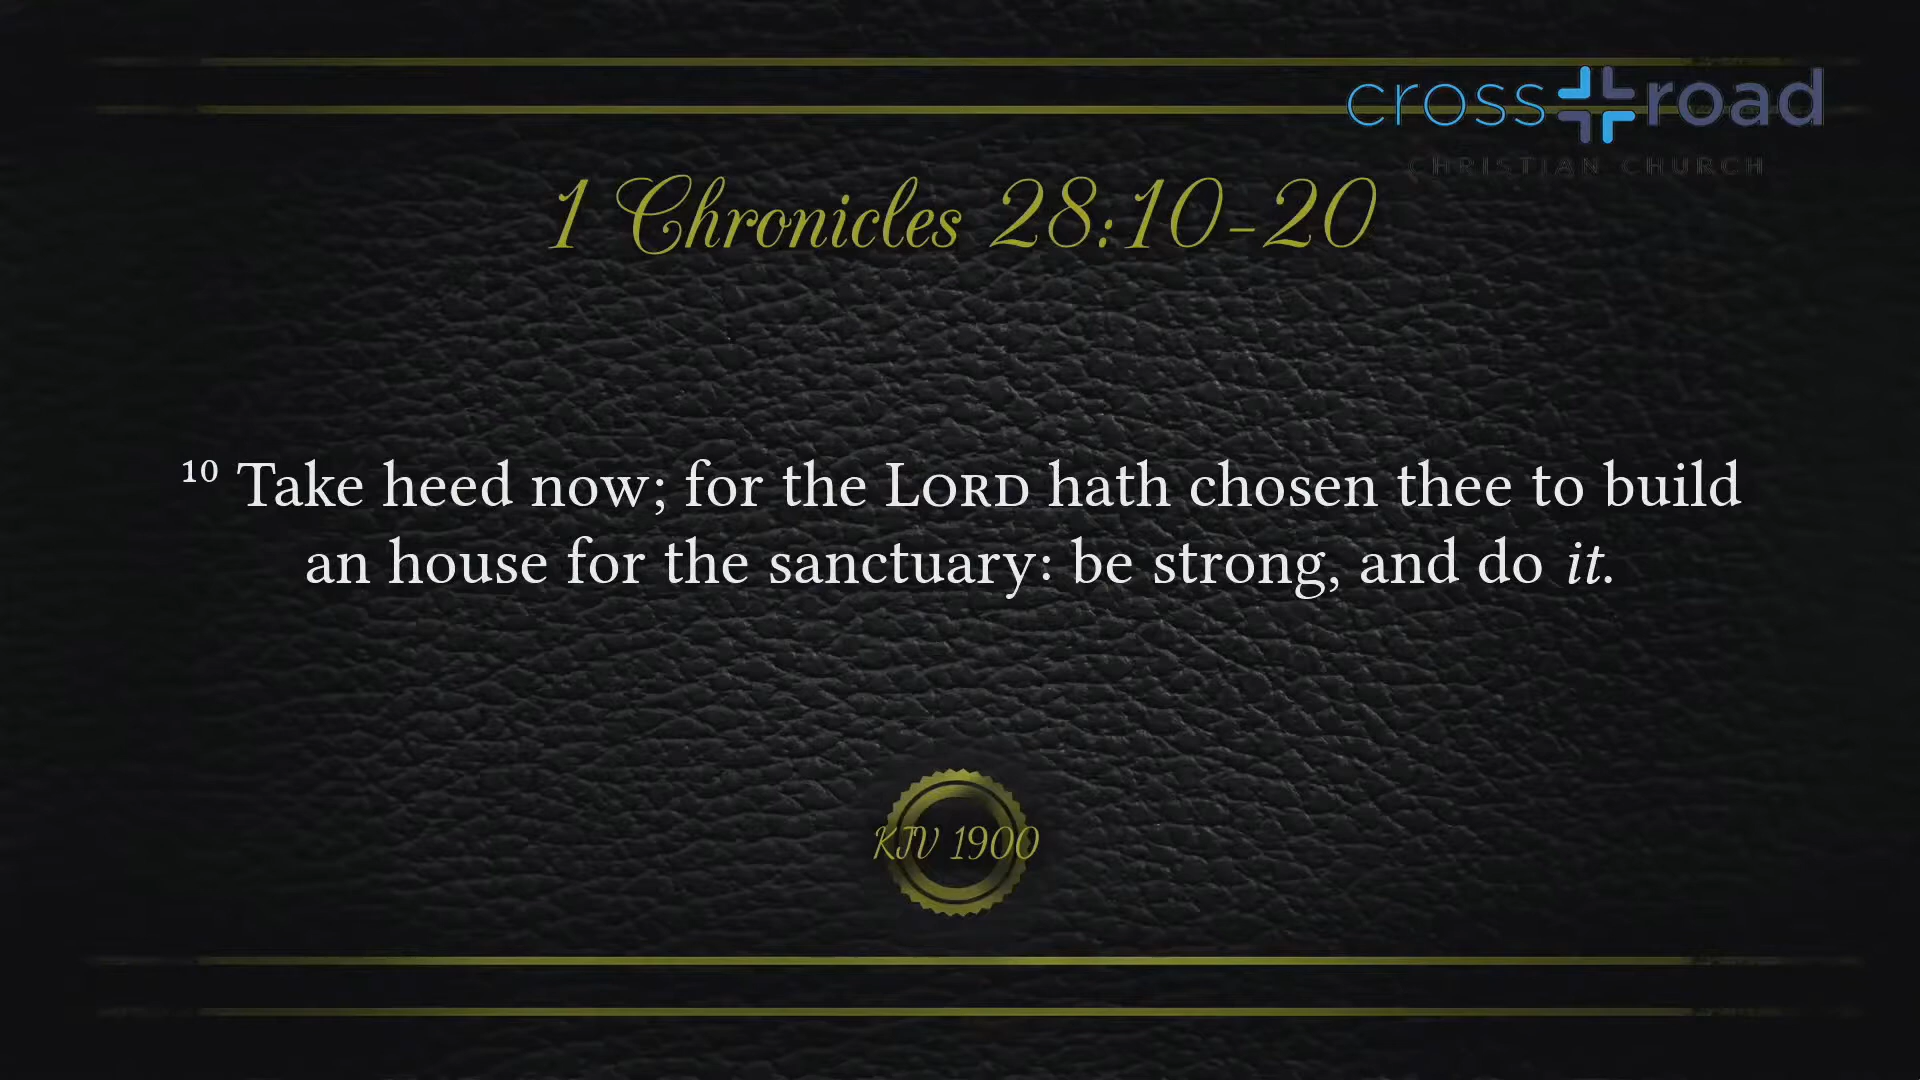 cross road
CHRISTIAN CHURCH
1 Chronicles 28:10-20
10 Take heed now; for the LORD hath chosen thee to build
an house for the sanctuary: be strong, and do it.
KJV 1900